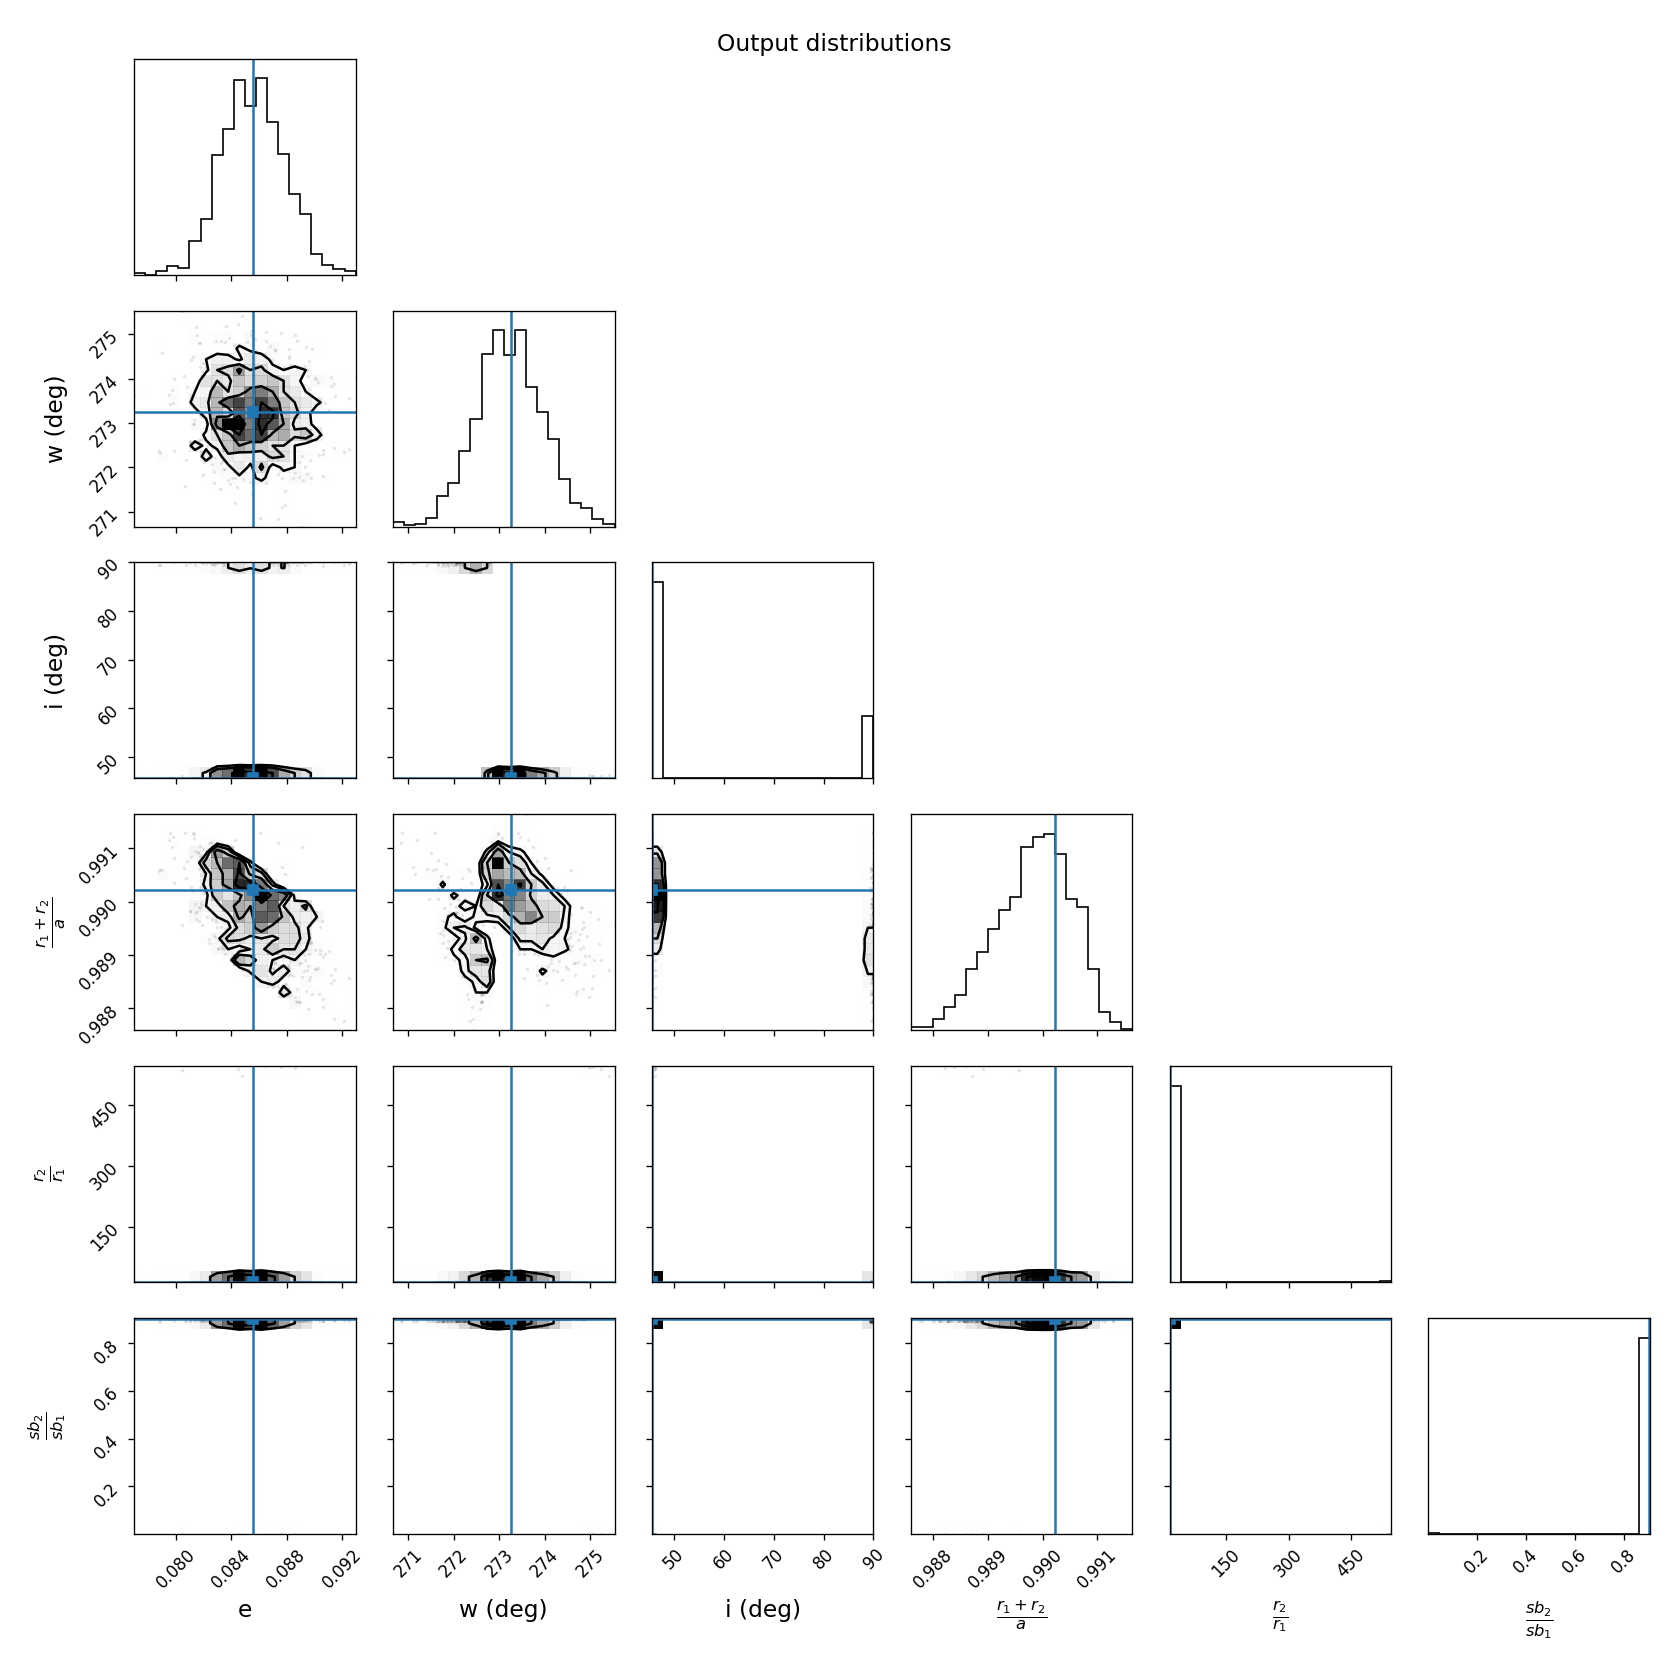 Output distributions
275
274
273
272
271
w (deg)
90
80
70
60
50
i (deg)
0.991
0.990
0.989
0.988
r₁ + r₂
a
450
300
150
r₂
r₁
0.8
0.6
0.4
0.2
sb₂
sb₁
0.080 0.084 0.088 0.092 271 272 273 274 275 50 60 70 80 90 0.988 0.989 0.990 0.991 150 300 450 0.2 0.4 0.6 0.8
e w (deg) i (deg) r₁ + r₂ / a r₂ / r₁ sb₂ / sb₁